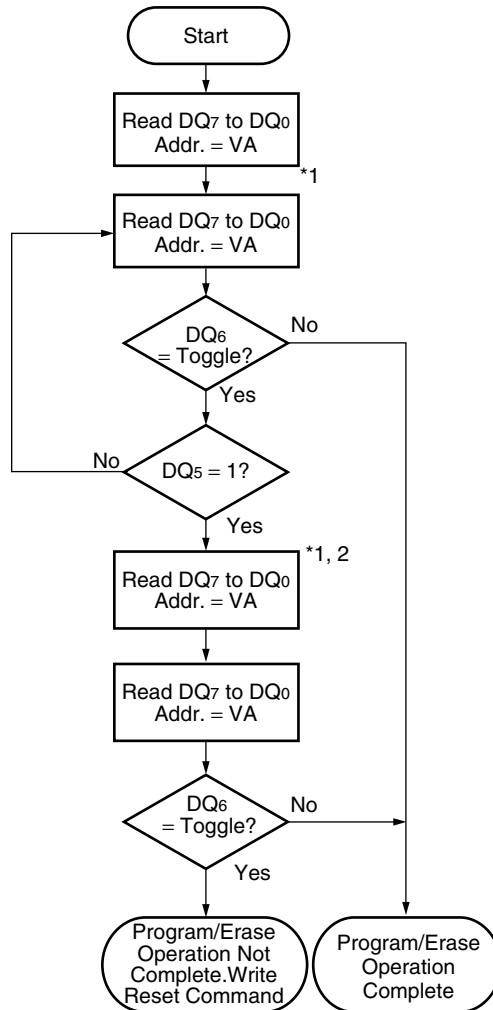 Start
Read DQ7 to DQ0
Addr. = VA
*1
Read DQ7 to DQ0
Addr. = VA
DQ6
= Toggle?
No
Yes
DQ5 = 1?
No
Yes
*1, 2
Read DQ7 to DQ0
Addr. = VA
Read DQ7 to DQ0
Addr. = VA
DQ6
= Toggle?
No
Yes
Program/Erase
Operation Not
Complete.Write
Reset Command
Program/Erase
Operation
Complete